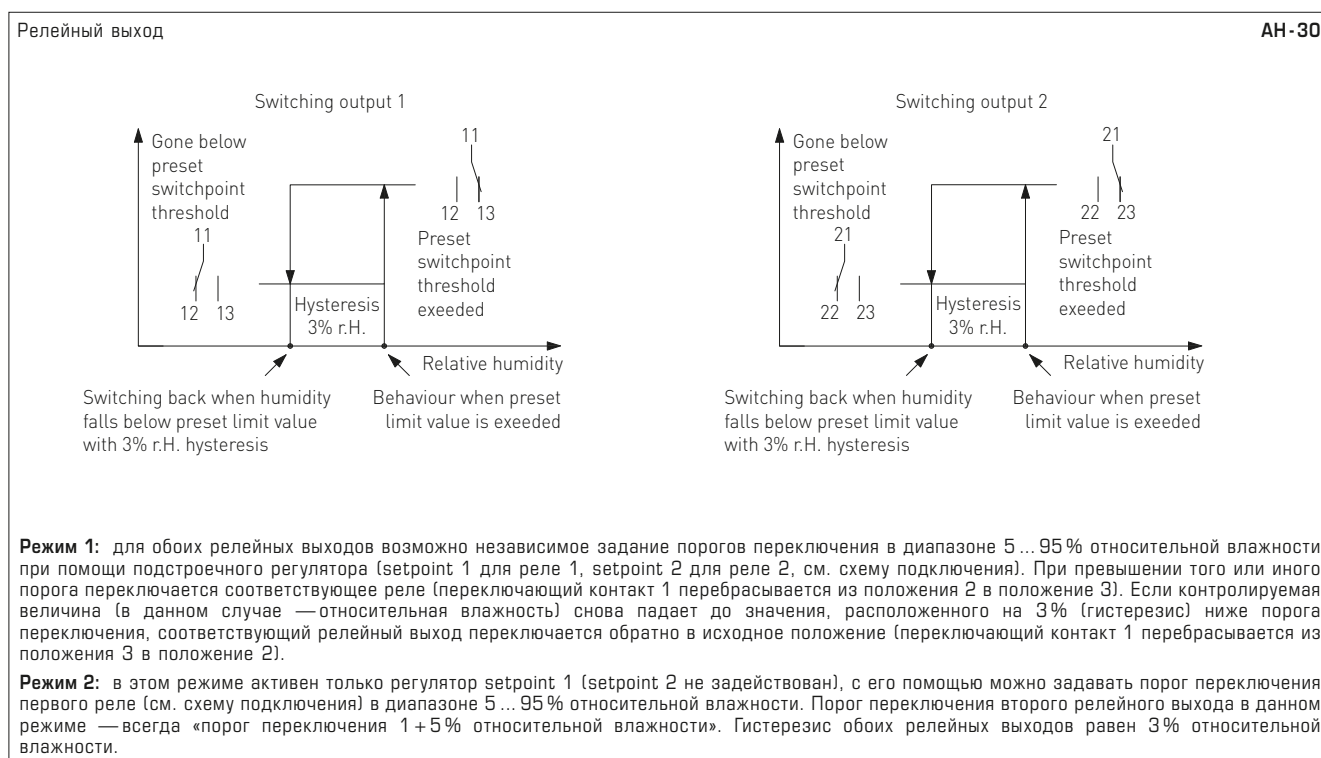 Релейный выход
AH-30
Switching output 1
Gone below
preset
switchpoint
threshold
11
12 13
11
12 13
Preset
switchpoint
threshold
exeeded
Hysteresis
3% r.H.
Relative humidity
Switching back when humidity
falls below preset limit value
with 3% r.H. hysteresis
Behaviour when preset
limit value is exeeded
Switching output 2
Gone below
preset
switchpoint
threshold
21
22 23
21
22 23
Preset
switchpoint
threshold
exeeded
Hysteresis
3% r.H.
Relative humidity
Switching back when humidity
falls below preset limit value
with 3% r.H. hysteresis
Behaviour when preset
limit value is exeeded
Режим 1: для обоих релейных выходов возможно независимое задание порогов переключения в диапазоне 5 ... 95 % относительной влажности
при помощи подстроечного регулятора (setpoint 1 для реле 1, setpoint 2 для реле 2, см. схему подключения). При превышении того или иного
порога переключается соответствующее реле (переключающий контакт 1 перебрасывается из положения 2 в положение 3). Если контролируемая
величина (в данном случае — относительная влажность) снова падает до значения, расположенного на 3 % (гистерезис) ниже порога
переключения, соответствующий релейный выход переключается обратно в исходное положение (переключающий контакт 1 перебрасывается из
положения 3 в положение 2).
Режим 2: в этом режиме активен только регулятор setpoint 1 (setpoint 2 не задействован), с его помощью можно задавать порог переключения
первого реле (см. схему подключения) в диапазоне 5 ... 95 % относительной влажности. Порог переключения второго релейного выхода в данном
режиме — всегда «порог переключения 1 + 5 % относительной влажности». Гистерезис обоих релейных выходов равен 3 % относительной
влажности.